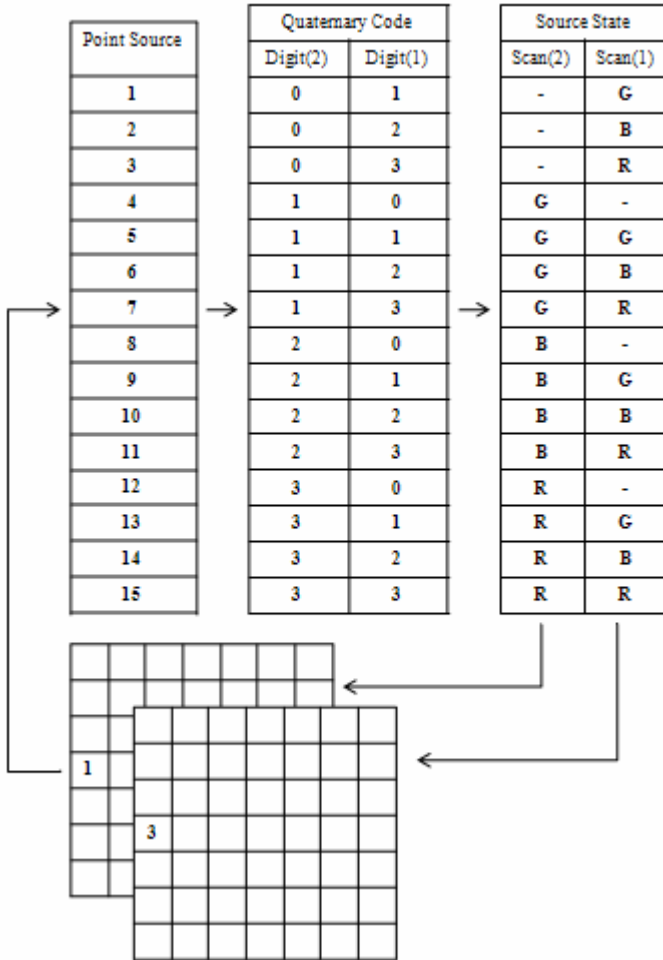 Point Source Quaternary Code Source State
Digit(2) Digit(1) Scan(2) Scan(1)
1 0 1 - G
2 0 2 - B
3 0 3 - R
4 1 0 G -
5 1 1 G G
6 1 2 G B
7 1 3 G R
8 2 0 B -
9 2 1 B G
10 2 2 B B
11 2 3 B R
12 3 0 R -
13 3 1 R G
14 3 2 R B
15 3 3 R R
1
3